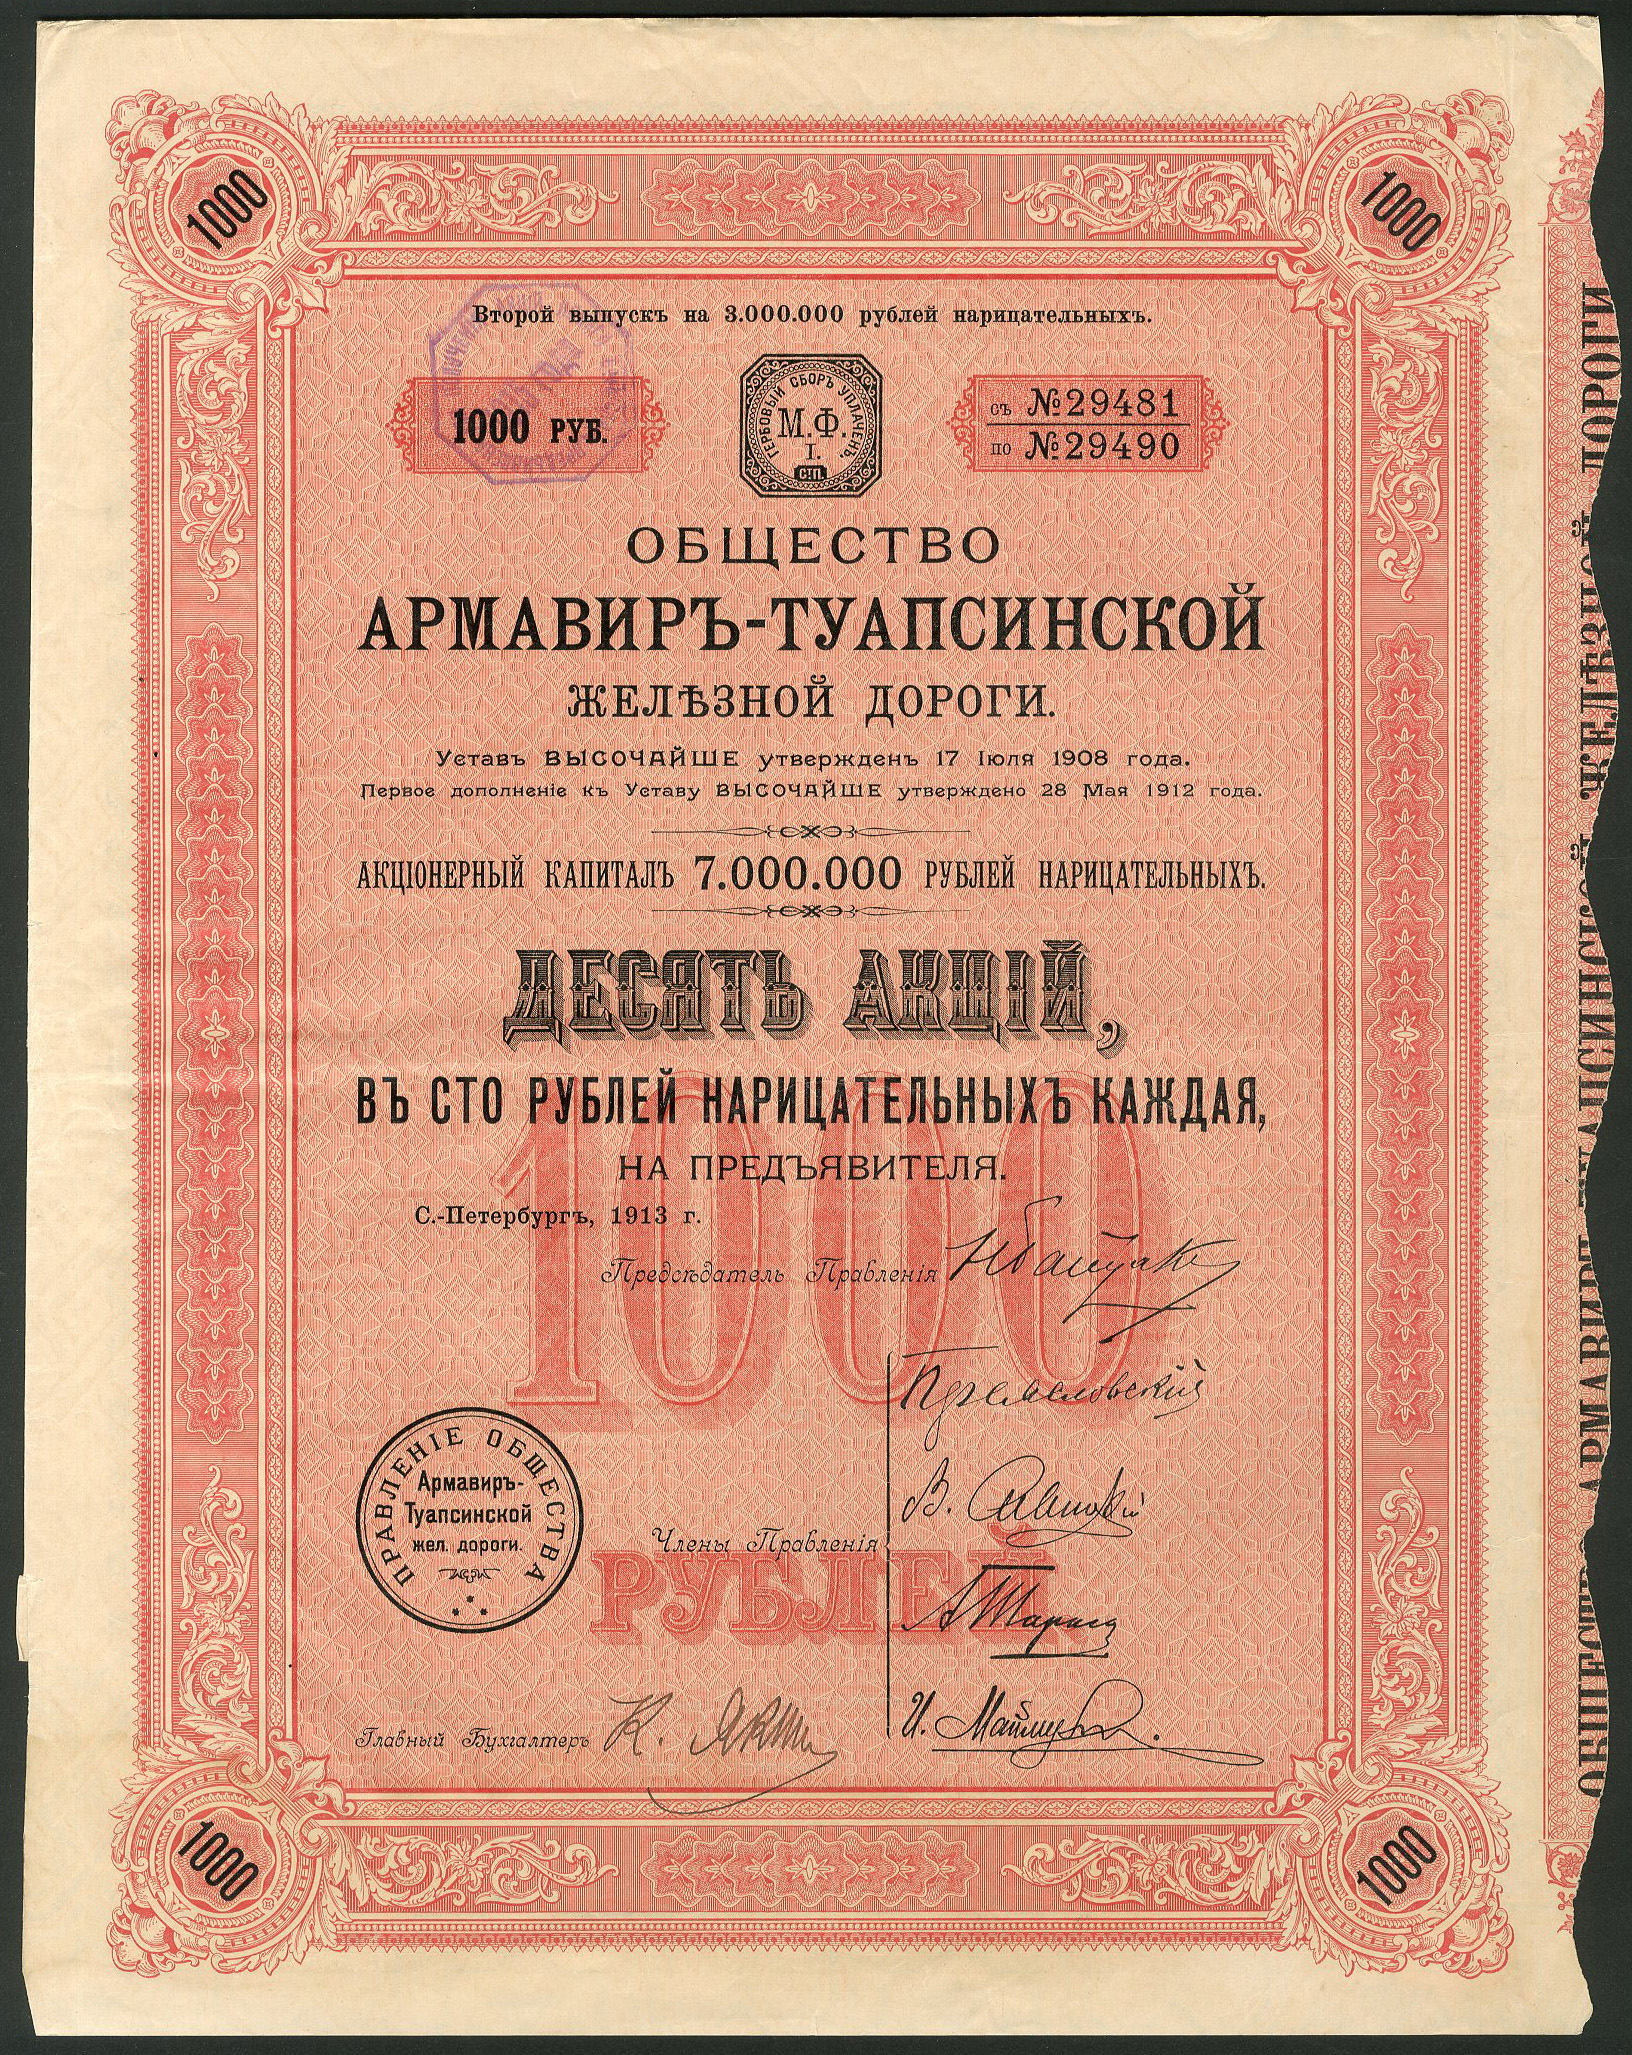 1000
1000
Второй выпускъ на 3.000.000 рублей нарицательныхъ.
1000 РУБ.
ГЕРБОВЫЙ СБОРЪ УПЛАЧЕНЪ.
М.Ф.
I.
СТП.
съ №29481
по №29490
ОБЩЕСТВО
АРМАВИРЪ-ТУАПСИНСКОЙ
ЖЕЛѢЗНОЙ ДОРОГИ.
Уставъ ВЫСОЧАЙШЕ утвержденъ 17 Іюля 1908 года.
Первое дополненіе къ Уставу ВЫСОЧАЙШЕ утверждено 28 Мая 1912 года.
АКЦІОНЕРНЫЙ КАПИТАЛЪ 7.000.000 РУБЛЕЙ НАРИЦАТЕЛЬНЫХЪ.
ДЕСЯТЬ АКЦІЙ,
ВЪ СТО РУБЛЕЙ НАРИЦАТЕЛЬНЫХЪ КАЖДАЯ,
НА ПРЕДЪЯВИТЕЛЯ.
1000
С.-Петербургъ, 1913 г.
Предсѣдатель Правленія
ПРАВЛЕНІЕ ОБЩЕСТВА
Армавиръ-
Туапсинской
жел. дороги.
Члены Правленія
РУБЛЕЙ
Главный Бухгалтеръ
1000
1000
ОБЩЕСТВО АРМАВИРЪ-ТУАПСИНСКОЙ ЖЕЛѢЗНОЙ ДОРОГИ